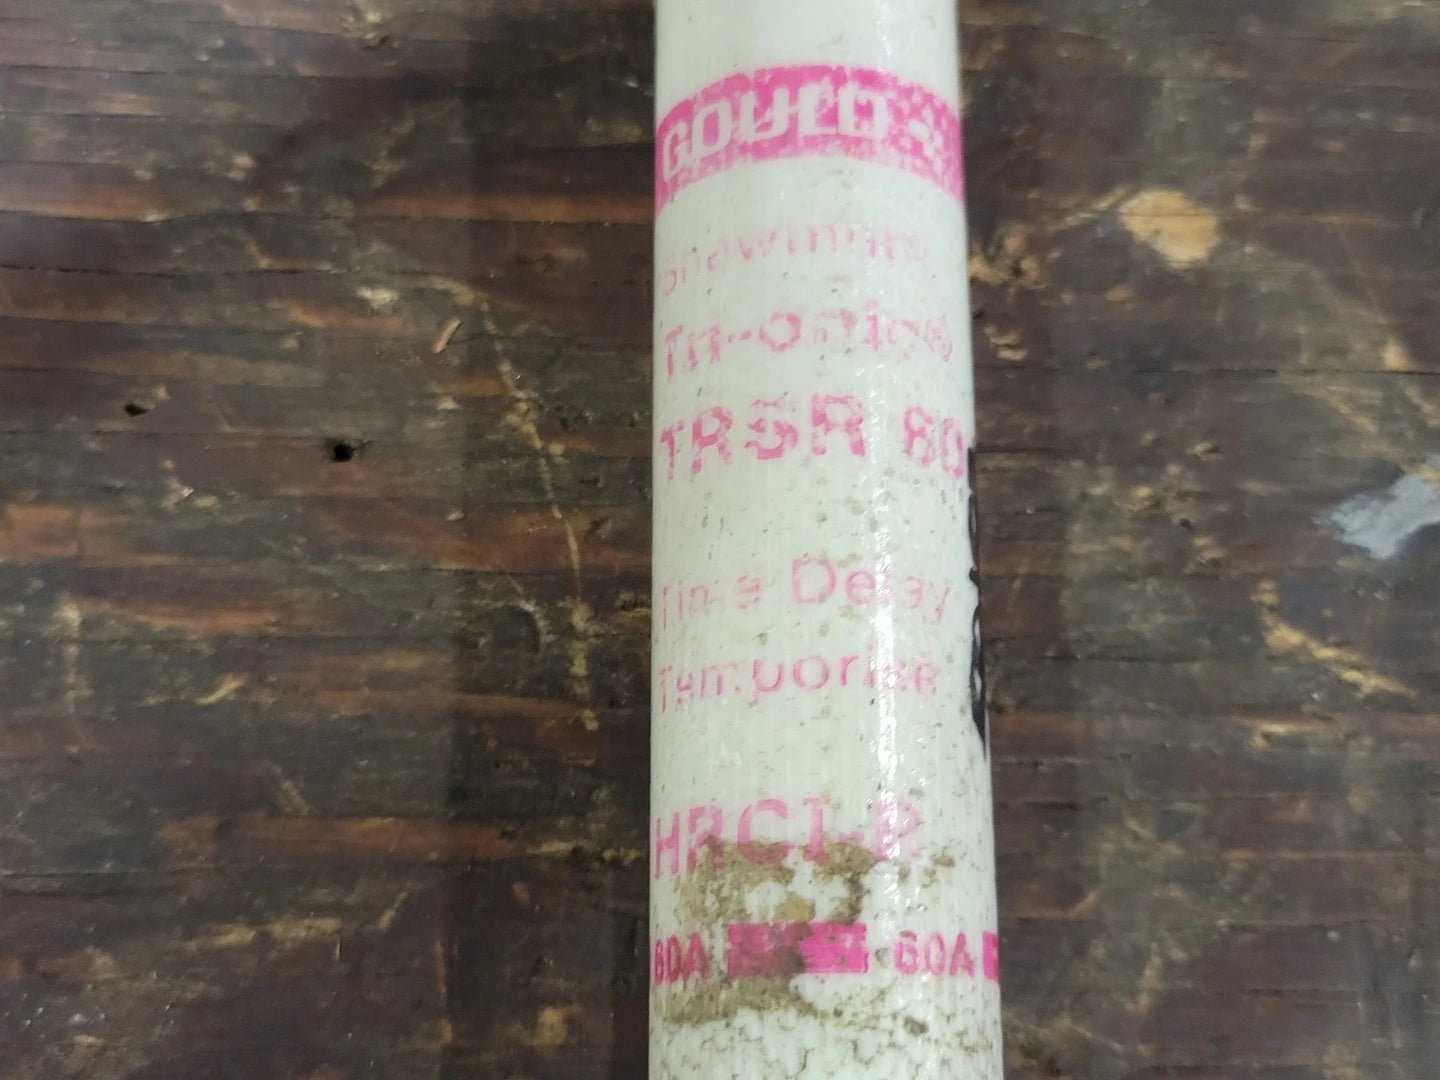 GOULD
Shawmut®
Tri-onic®
TRSR 60
Time Delay
Temporisé
HRCI-R
60A 60A